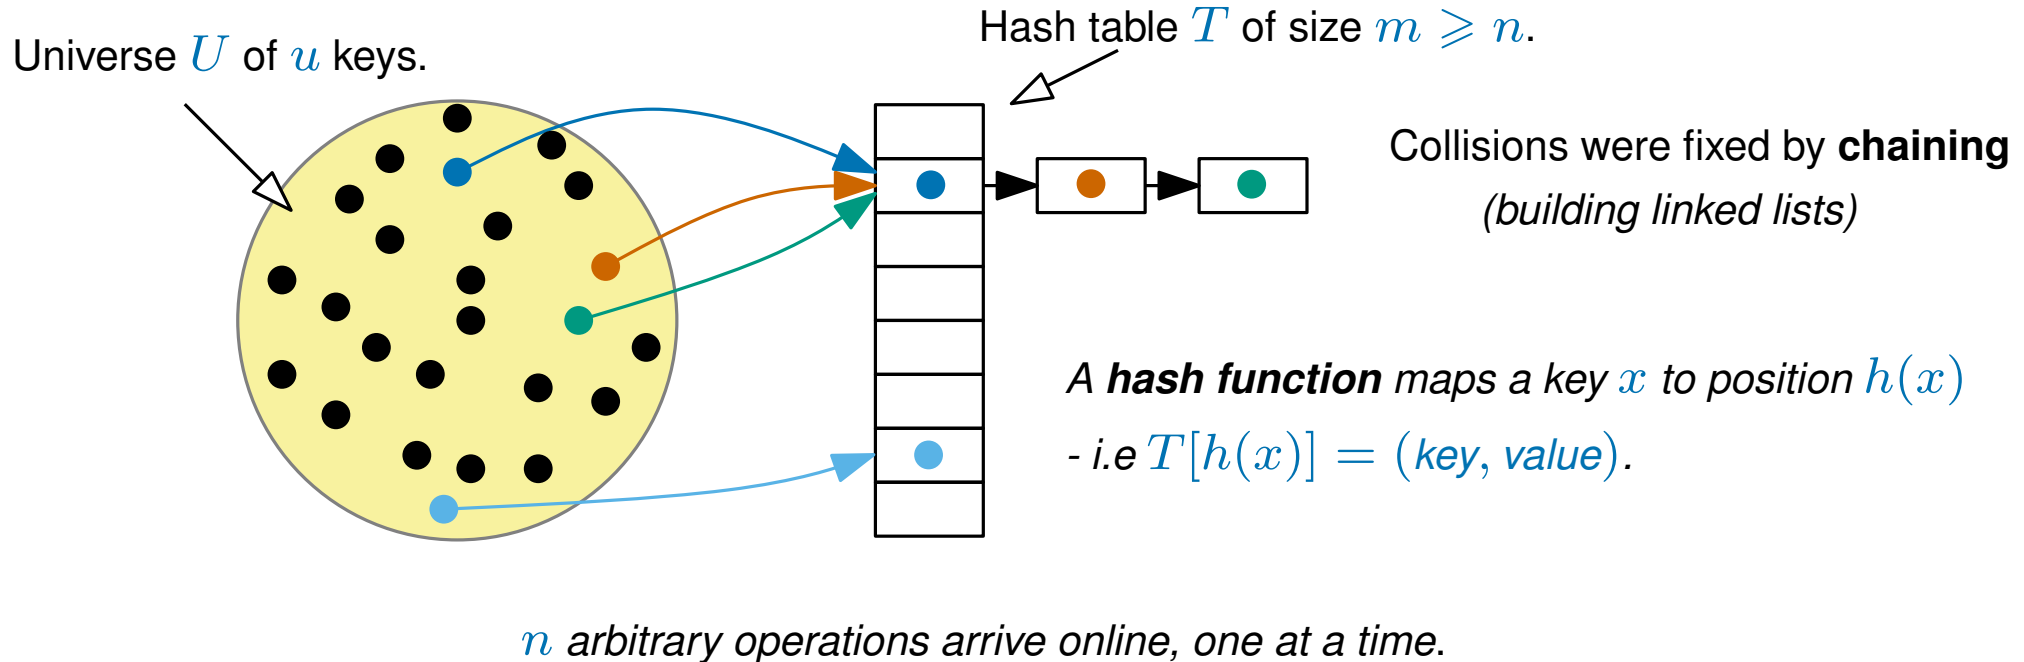 Hash table T of size m ⩾ n.
Universe U of u keys.
Collisions were fixed by chaining
(building linked lists)
A hash function maps a key x to position h(x)
- i.e T[h(x)] = (key, value).
n arbitrary operations arrive online, one at a time.